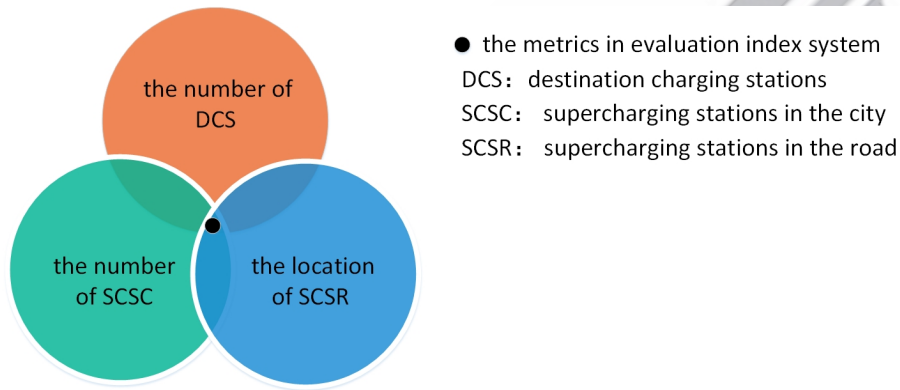 the number of
DCS
the number
of SCSC
the location
of SCSR
● the metrics in evaluation index system
DCS： destination charging stations
SCSC： supercharging stations in the city
SCSR： supercharging stations in the road